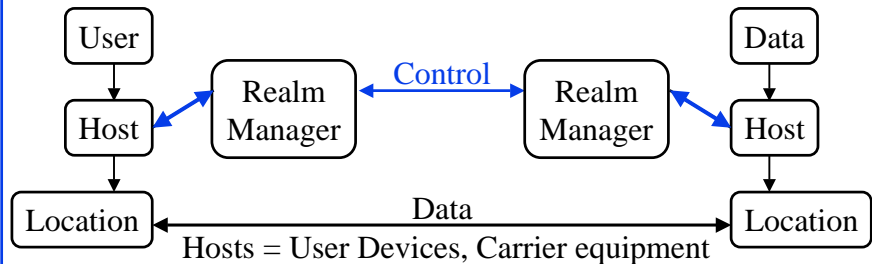 User
Data
Control
Realm
Manager
Realm
Manager
Host
Host
Location
Data
Location
Hosts = User Devices, Carrier equipment